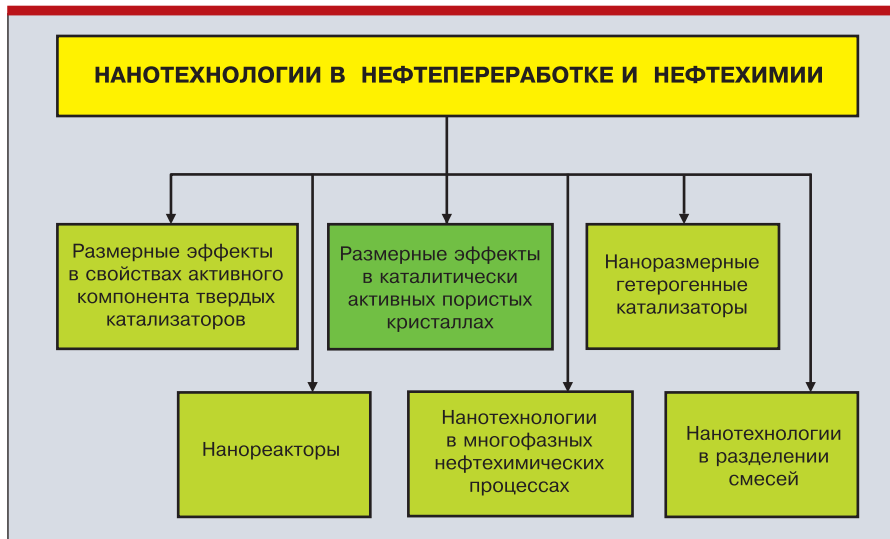 НАНОТЕХНОЛОГИИ В НЕФТЕПЕРЕРАБОТКЕ И НЕФТЕХИМИИ
Размерные эффекты
в свойствах активного
компонента твердых
катализаторов
Размерные эффекты
в каталитически
активных пористых
кристаллах
Наноразмерные
гетерогенные
катализаторы
Нанореакторы
Нанотехнологии
в многофазных
нефтехимических
процессах
Нанотехнологии
в разделении
смесей